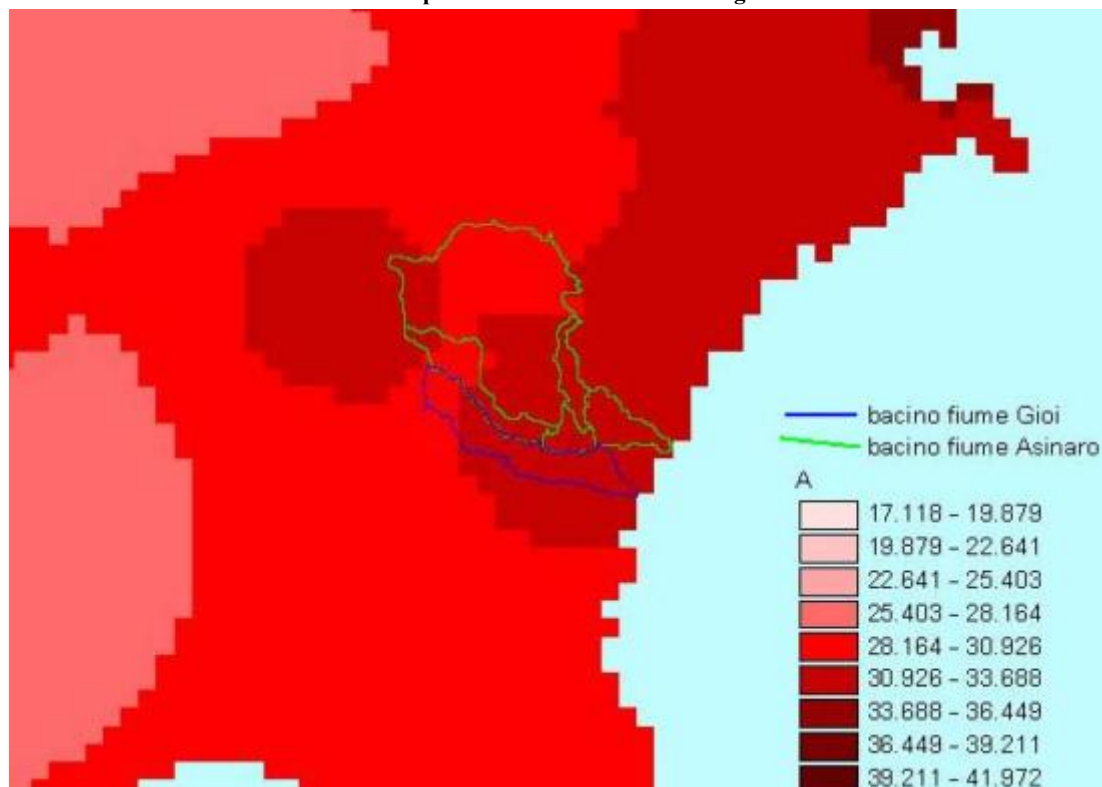 bacino fiume Gioi
bacino fiume Asinaro
A
17.118 - 19.879
19.879 - 22.641
22.641 - 25.403
25.403 - 28.164
28.164 - 30.926
30.926 - 33.688
33.688 - 36.449
36.449 - 39.211
39.211 - 41.972